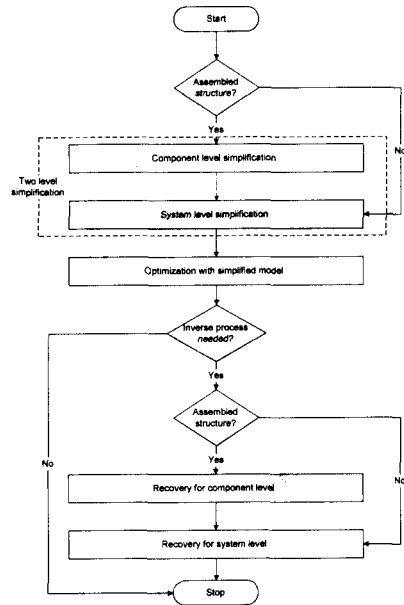 Start
Assembled
structure?
Yes
No
Two level
simplification
Component level simplification
System level simplification
Optimization with simplified model
Inverse process
needed?
Yes
Assembled
structure?
No
Yes
No
Recovery for component level
Recovery for system level
Stop